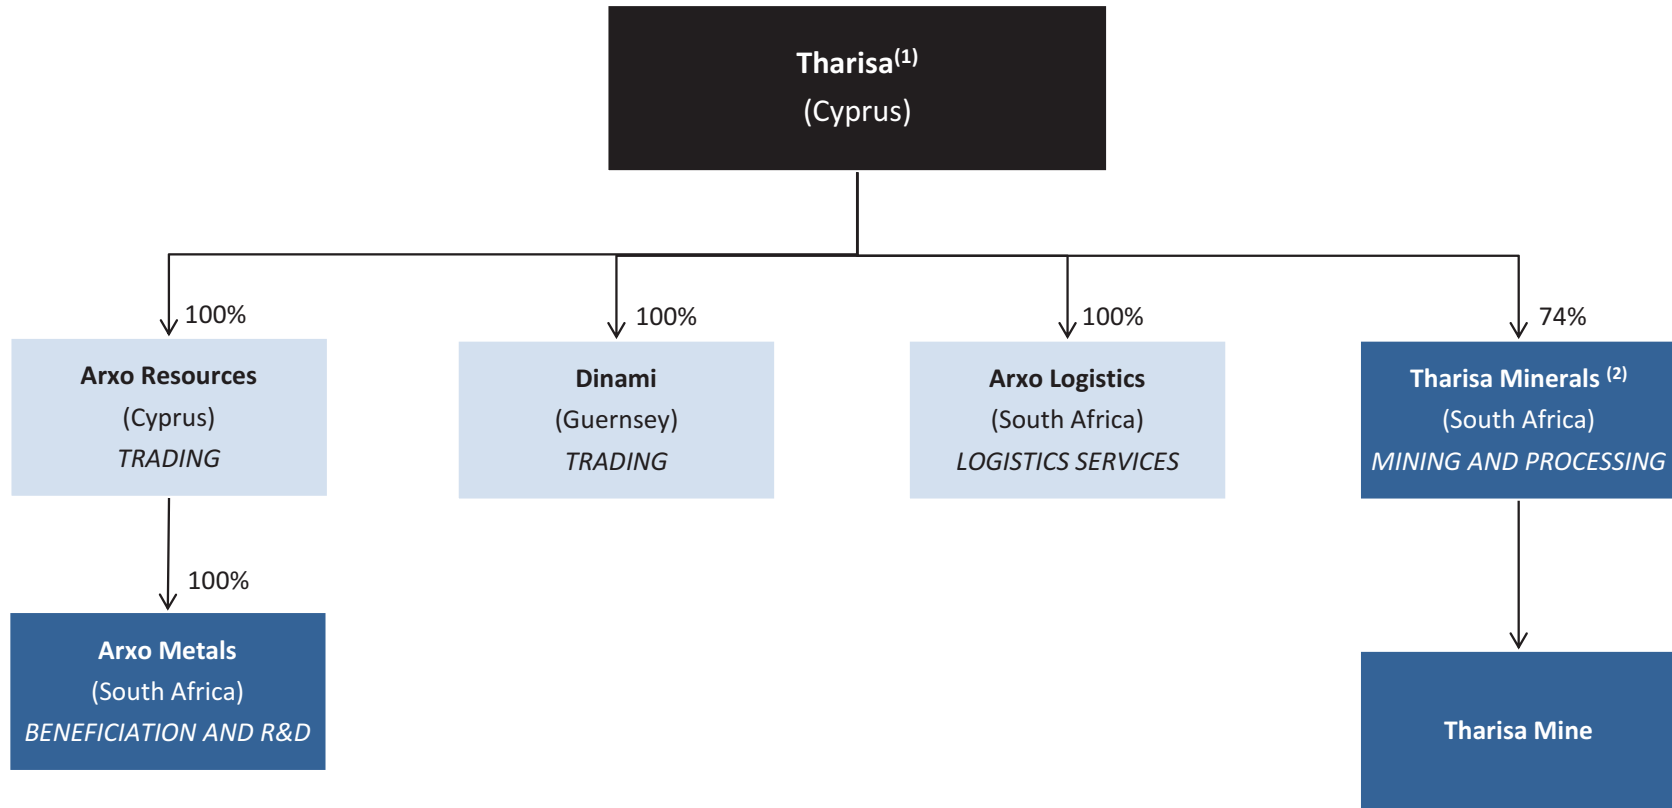 Tharisa(1)
(Cyprus)
100%
100%
100%
74%
Arxo Resources
(Cyprus)
TRADING
Dinami
(Guernsey)
TRADING
Arxo Logistics
(South Africa)
LOGISTICS SERVICES
Tharisa Minerals (2)
(South Africa)
MINING AND PROCESSING
100%
Arxo Metals
(South Africa)
BENEFICIATION AND R&D
Tharisa Mine